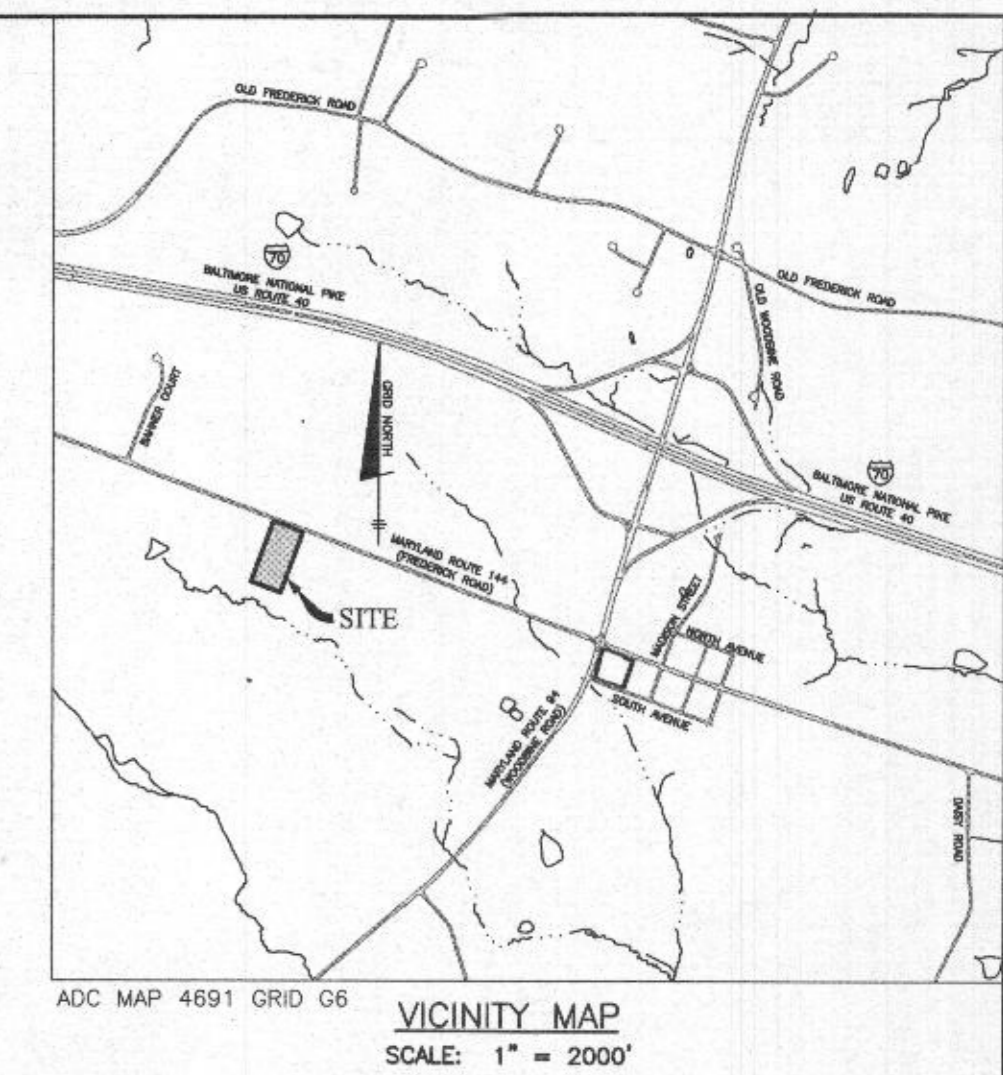 OLD FREDERICK ROAD
70
BALTIMORE NATIONAL PIKE
US ROUTE 40
OLD FREDERICK ROAD
OLD WOODBINE ROAD
BANNER COURT
GRID NORTH
70
BALTIMORE NATIONAL PIKE
US ROUTE 40
MARYLAND ROUTE 144
(FREDERICK ROAD)
SITE
MADISON STREET
NORTH AVENUE
SOUTH AVENUE
MARYLAND ROUTE 94
(WOODBINE ROAD)
DAISY ROAD
ADC MAP 4691 GRID G6
VICINITY MAP
SCALE: 1" = 2000'